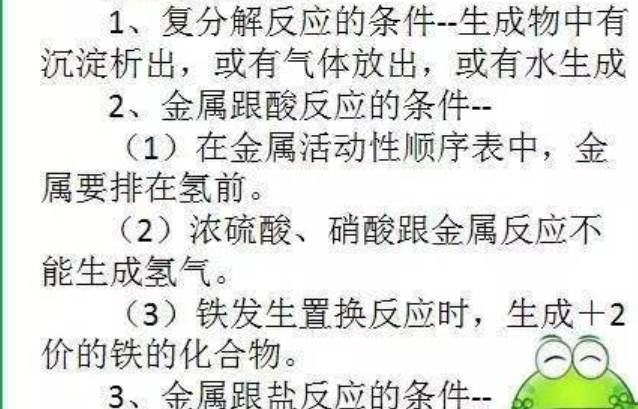 1、复分解反应的条件--生成物中有
沉淀析出，或有气体放出，或有水生成
2、金属跟酸反应的条件--
（1）在金属活动性顺序表中，金
属要排在氢前。
（2）浓硫酸、硝酸跟金属反应不
能生成氢气。
（3）铁发生置换反应时，生成＋2
价的铁的化合物。
3、金属跟盐反应的条件--